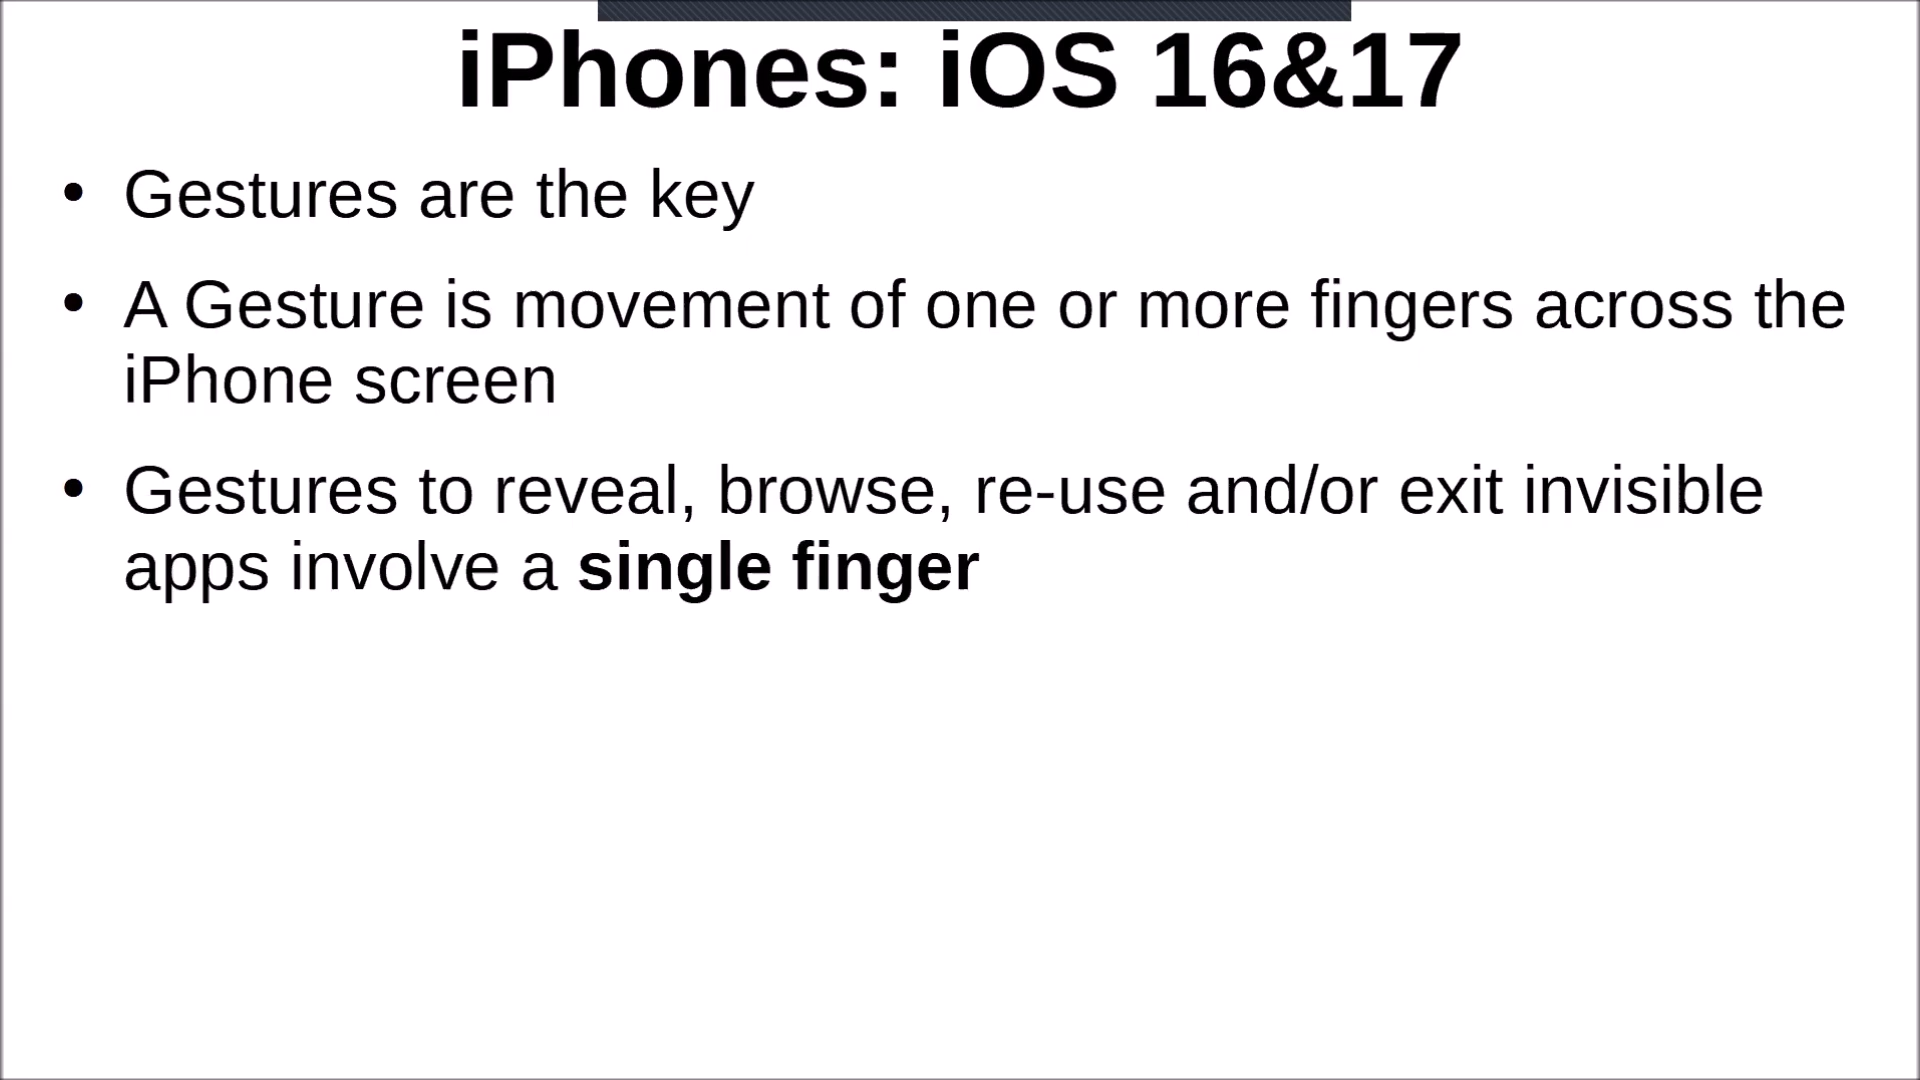 iPhones: iOS 16&17
• Gestures are the key
• A Gesture is movement of one or more fingers across the
iPhone screen
• Gestures to reveal, browse, re-use and/or exit invisible
apps involve a single finger